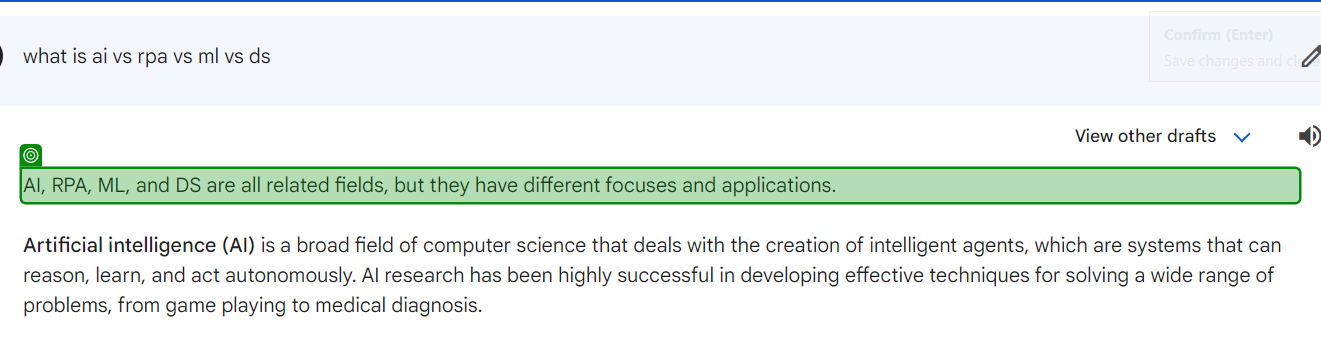 what is ai vs rpa vs ml vs ds
Confirm (Enter)
Save changes and close
View other drafts
AI, RPA, ML, and DS are all related fields, but they have different focuses and applications.
Artificial intelligence (AI) is a broad field of computer science that deals with the creation of intelligent agents, which are systems that can
reason, learn, and act autonomously. AI research has been highly successful in developing effective techniques for solving a wide range of
problems, from game playing to medical diagnosis.